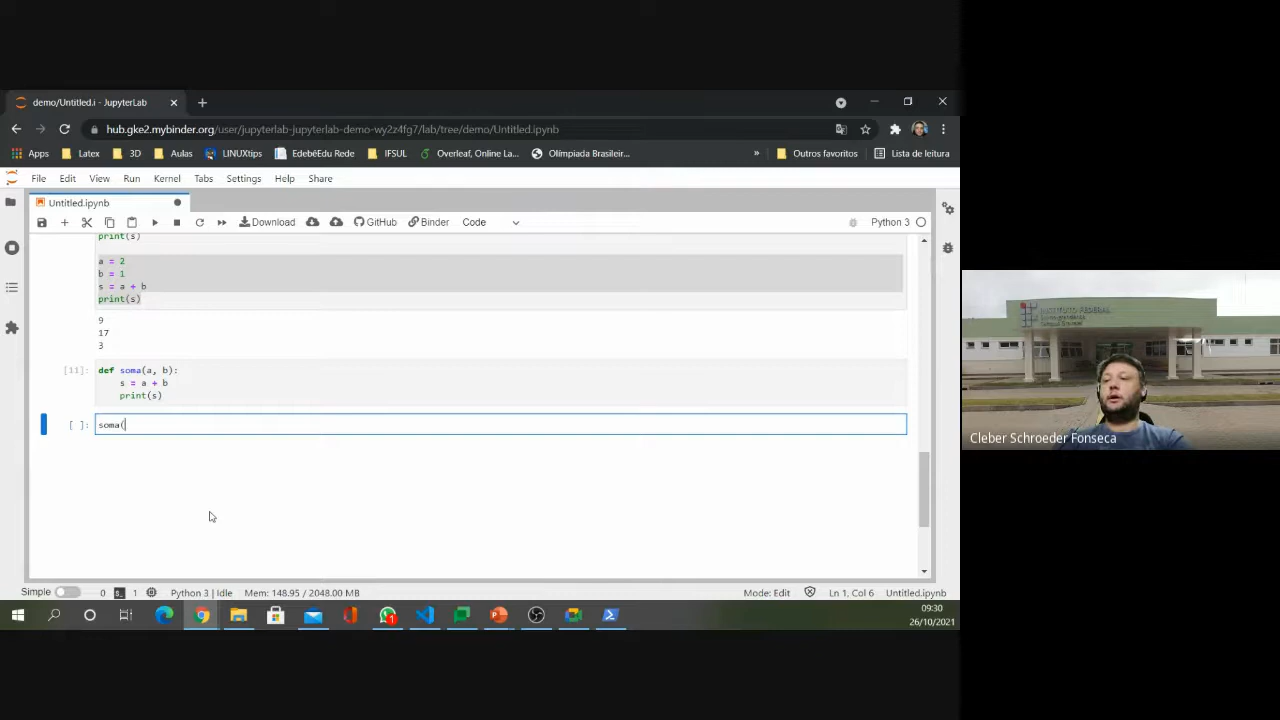 demo/Untitled.i - JupyterLab
hub.gke2.mybinder.org/user/jupyterlab-jupyterlab-demo-wy2z4fg7/lab/tree/demo/Untitled.ipynb
Apps Latex 3D Aulas LINUXtips EdebêEdu Rede IFSUL Overleaf, Online La... Olímpiada Brasileir... » Outros favoritos Lista de leitura
File Edit View Run Kernel Tabs Settings Help Share
Untitled.ipynb
Download GitHub Binder Code Python 3
print(s)
a = 2
b = 1
s = a + b
print(s)
9
17
3
[11]: def soma(a, b):
s = a + b
print(s)
[ ]: soma(
INSTITUTO FEDERAL
Cleber Schroeder Fonseca
Simple 0 1 Python 3 | Idle Mem: 148.95 / 2048.00 MB Mode: Edit Ln 1, Col 6 Untitled.ipynb
1
09:30
26/10/2021